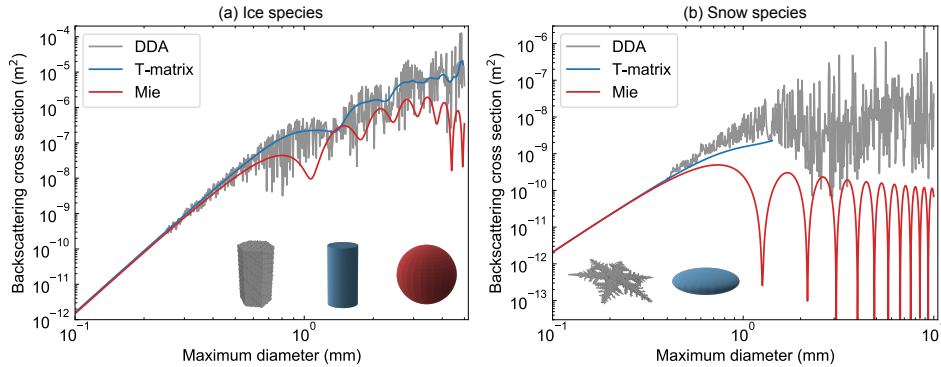 (a) Ice species
Backscattering cross section (m²)
10⁻⁴
10⁻⁵
10⁻⁶
10⁻⁷
10⁻⁸
10⁻⁹
10⁻¹⁰
10⁻¹¹
10⁻¹²
DDA
T-matrix
Mie
10⁻¹
10⁰
Maximum diameter (mm)
(b) Snow species
Backscattering cross section (m²)
10⁻⁶
10⁻⁷
10⁻⁸
10⁻⁹
10⁻¹⁰
10⁻¹¹
10⁻¹²
10⁻¹³
DDA
T-matrix
Mie
10⁻¹
10⁰
10¹
Maximum diameter (mm)